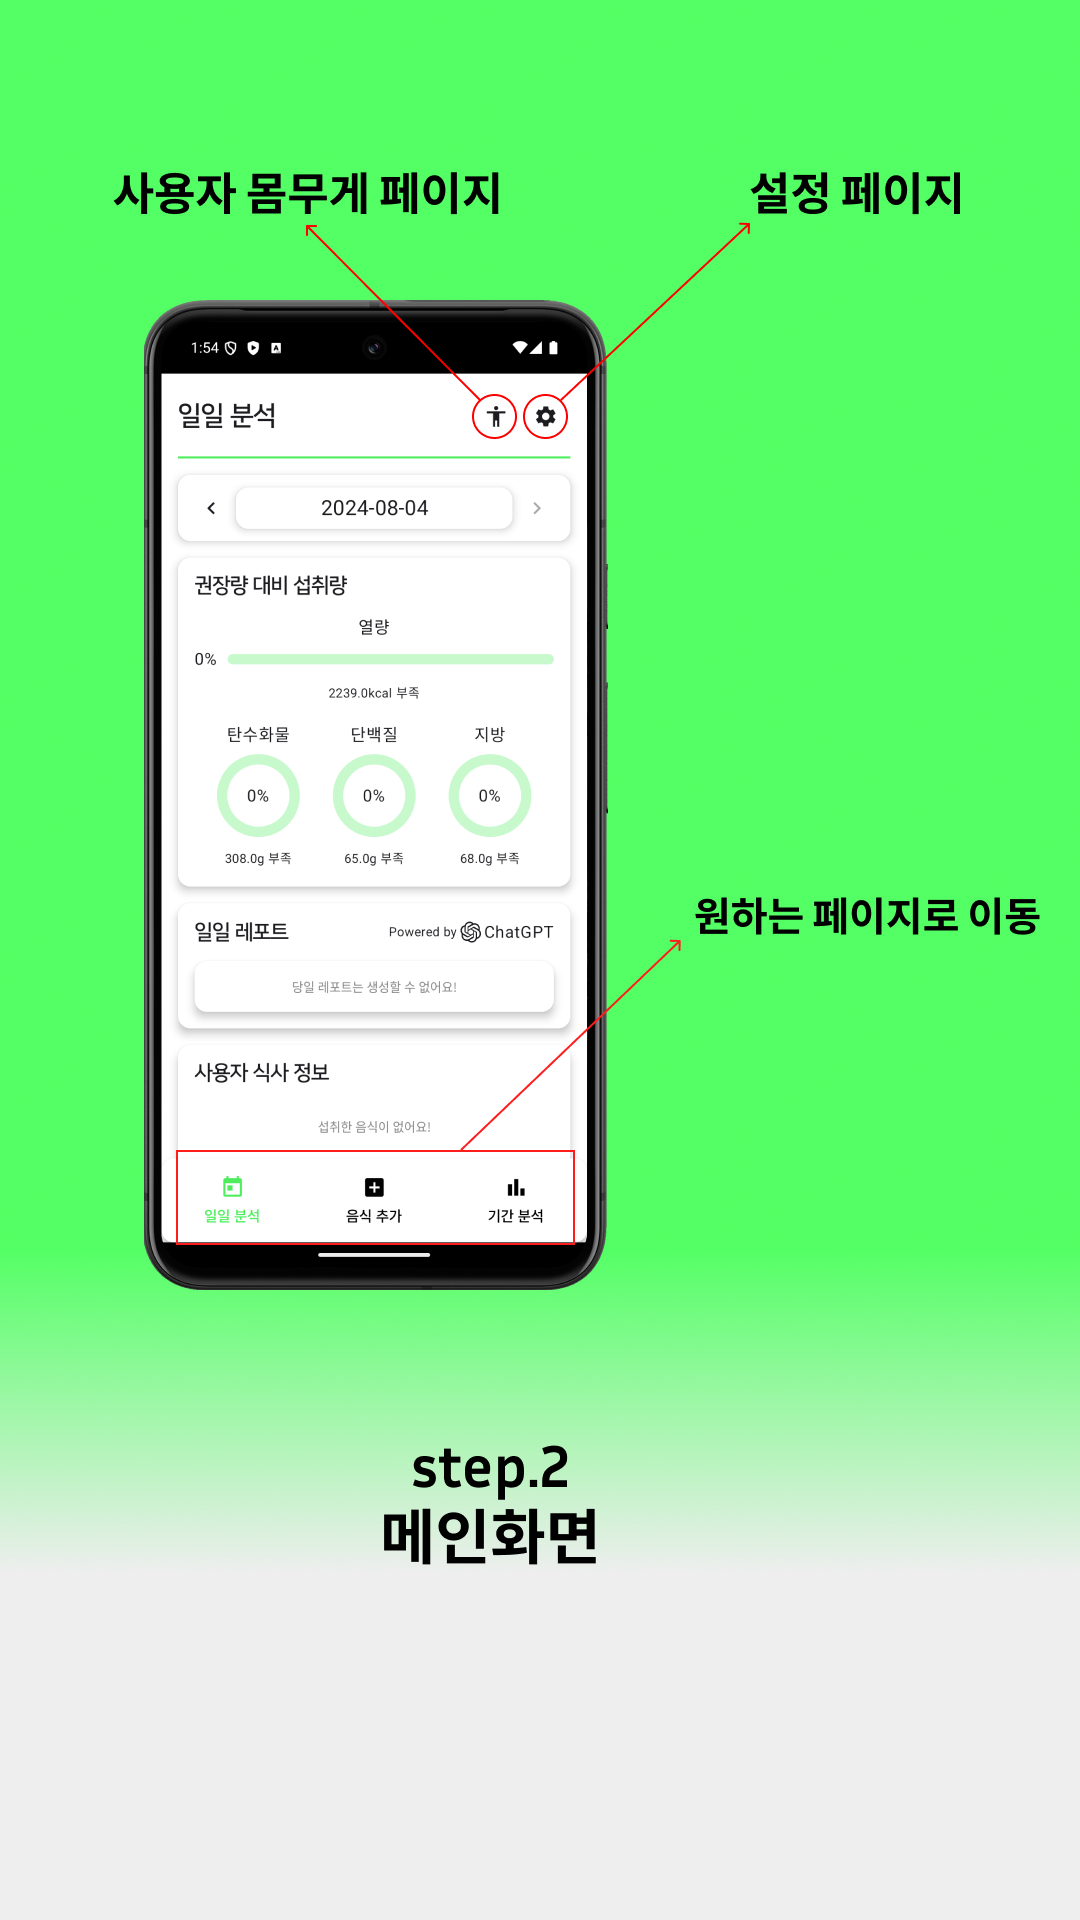 사용자 몸무게 페이지
설정 페이지
1:54
일일 분석
2024-08-04
권장량 대비 섭취량
열량
0%
2239.0kcal 부족
탄수화물 단백질 지방
0% 0% 0%
308.0g 부족 65.0g 부족 68.0g 부족
원하는 페이지로 이동
일일 레포트 Powered by ChatGPT
당일 레포트는 생성할 수 없어요!
사용자 식사 정보
섭취한 음식이 없어요!
일일 분석 음식 추가 기간 분석
step.2
메인화면